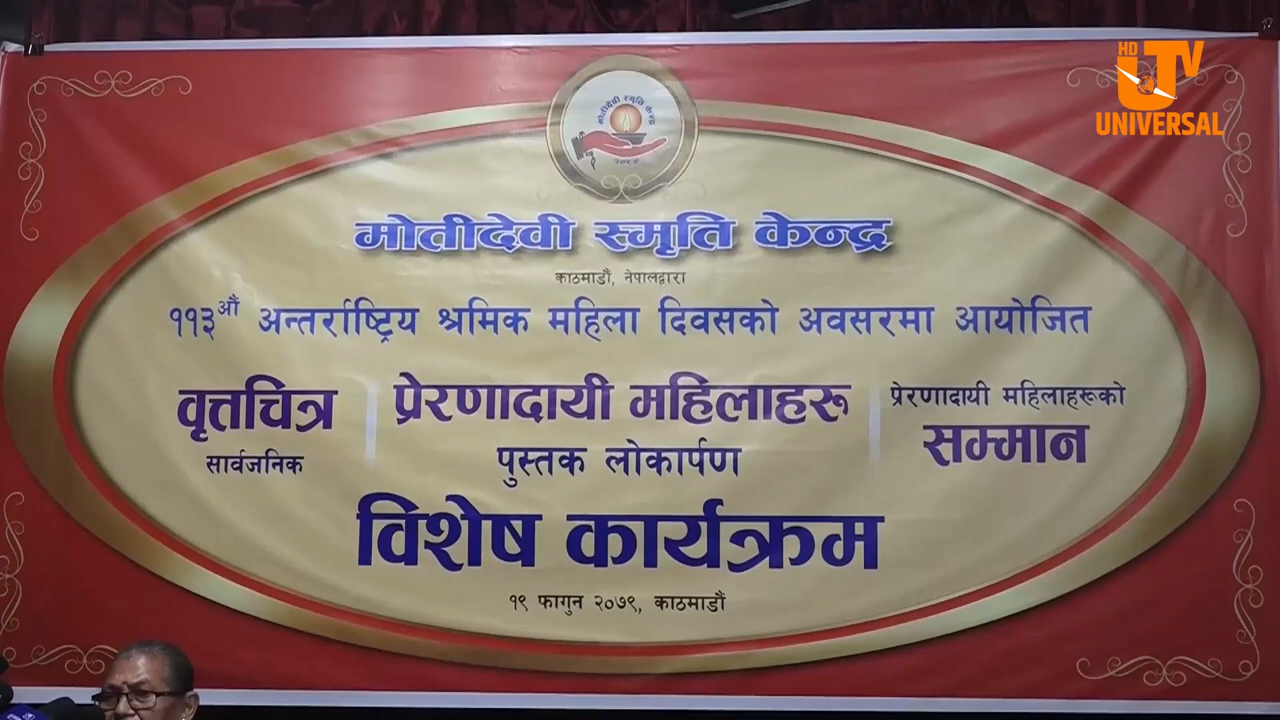 HD
UTV
UNIVERSAL
मोतीदेवी स्मृति केन्द्र
मोतीदेवी स्मृति केन्द्र
काठमाडौं, नेपालद्वारा
११३औं अन्तर्राष्ट्रिय श्रमिक महिला दिवसको अवसरमा आयोजित
वृत्तचित्र
सार्वजनिक
प्रेरणादायी महिलाहरू
पुस्तक लोकार्पण
प्रेरणादायी महिलाहरूको
सम्मान
विशेष कार्यक्रम
१९ फागुन २०७९, काठमाडौं